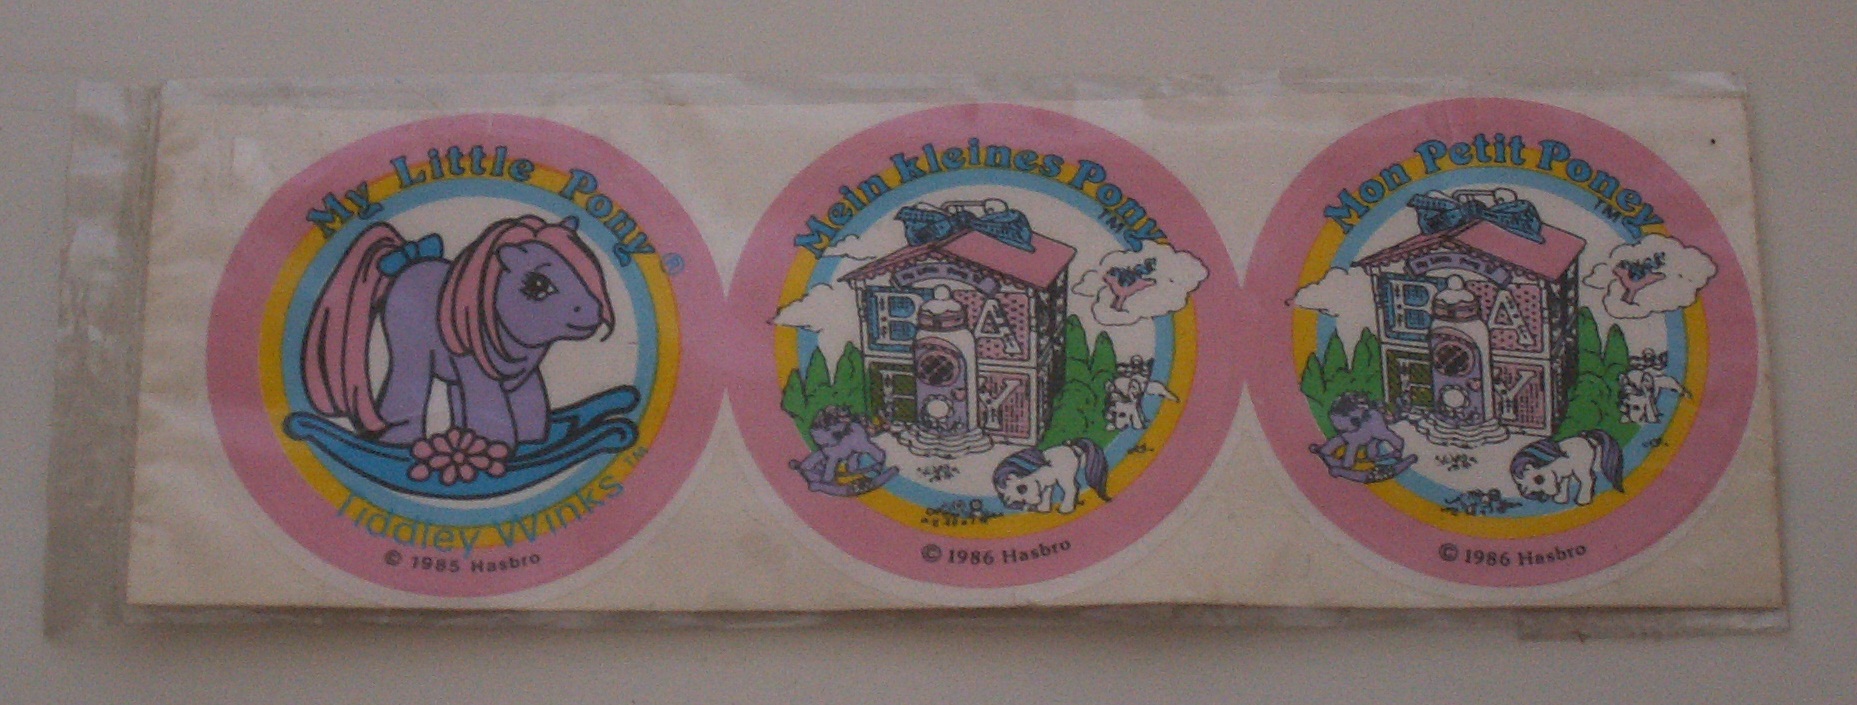 My Little Pony ®
Tiddley Winks™
© 1985 Hasbro
Mein kleines Pony
™
B A
B Y
© 1986 Hasbro
Mon Petit Poney
™
B A
B Y
© 1986 Hasbro